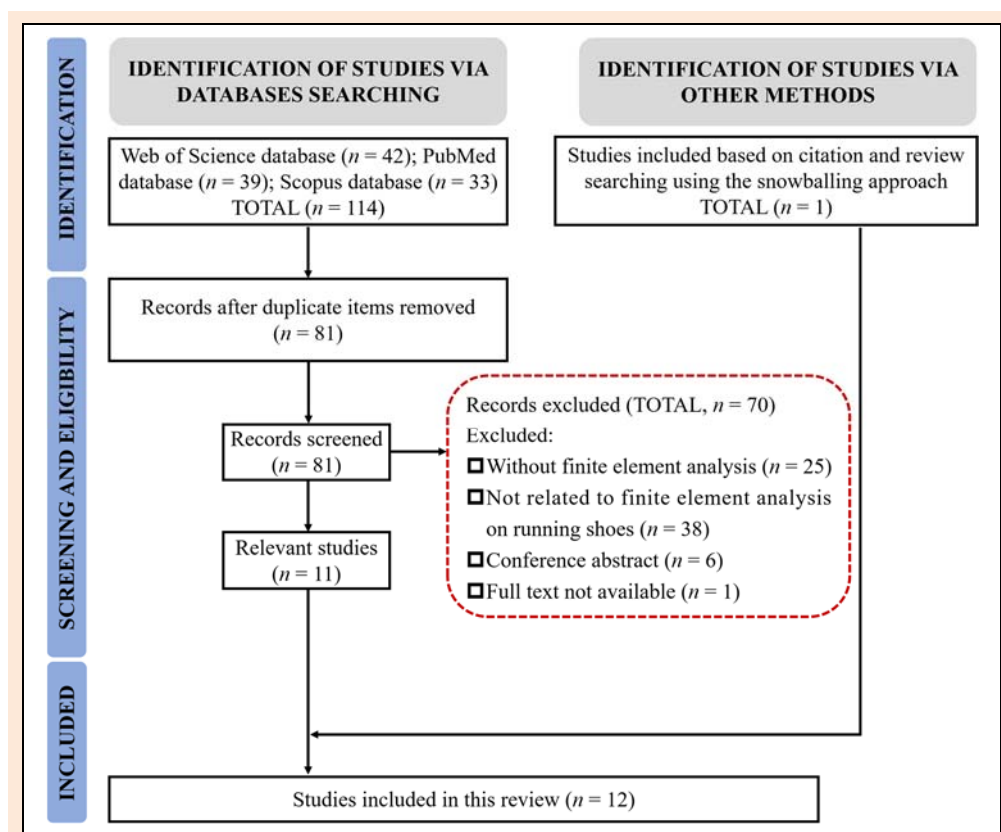 IDENTIFICATION
IDENTIFICATION OF STUDIES VIA
DATABASES SEARCHING
IDENTIFICATION OF STUDIES VIA
OTHER METHODS
Web of Science database (n = 42); PubMed
database (n = 39); Scopus database (n = 33)
TOTAL (n = 114)
Studies included based on citation and review
searching using the snowballing approach
TOTAL (n = 1)
SCREENING AND ELIGIBILITY
Records after duplicate items removed
(n = 81)
Records screened
(n = 81)
Records excluded (TOTAL, n = 70)
Excluded:
Without finite element analysis (n = 25)
Not related to finite element analysis
on running shoes (n = 38)
Conference abstract (n = 6)
Full text not available (n = 1)
Relevant studies
(n = 11)
INCLUDED
Studies included in this review (n = 12)